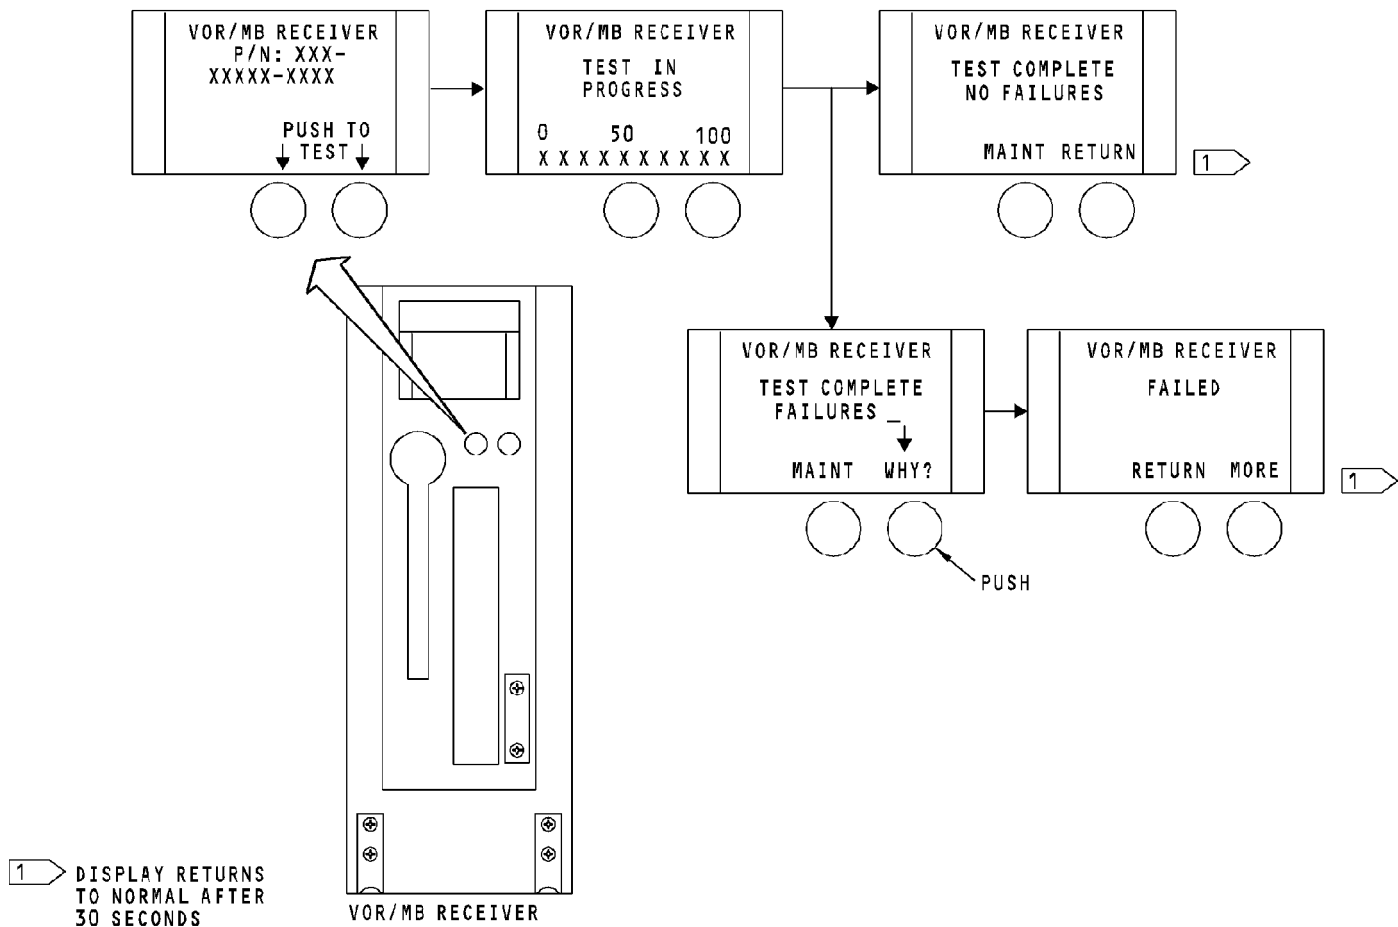 VOR/MB RECEIVER
P/N: XXX-
XXXXX-XXXX
PUSH TO
TEST
VOR/MB RECEIVER
TEST IN
PROGRESS
0 50 100
X X X X X X X X X X
VOR/MB RECEIVER
TEST COMPLETE
NO FAILURES
MAINT RETURN
1
VOR/MB RECEIVER
TEST COMPLETE
FAILURES _
MAINT WHY?
PUSH
VOR/MB RECEIVER
FAILED
RETURN MORE
1
VOR/MB RECEIVER
1 DISPLAY RETURNS
TO NORMAL AFTER
30 SECONDS